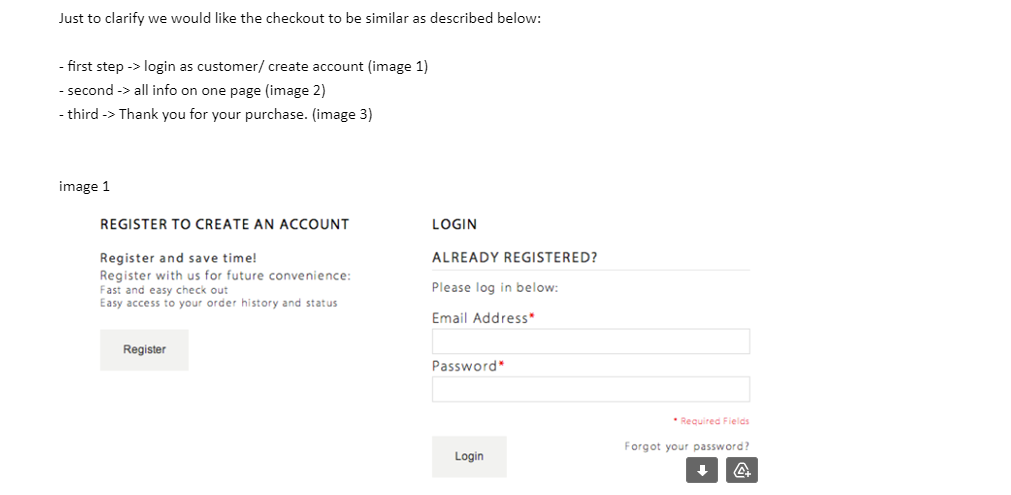 Just to clarify we would like the checkout to be similar as described below:
- first step -> login as customer/ create account (image 1)
- second -> all info on one page (image 2)
- third -> Thank you for your purchase. (image 3)
image 1
REGISTER TO CREATE AN ACCOUNT
Register and save time!
Register with us for future convenience:
Fast and easy check out
Easy access to your order history and status
Register
LOGIN
ALREADY REGISTERED?
Please log in below:
Email Address*
Password*
* Required Fields
Forgot your password?
Login